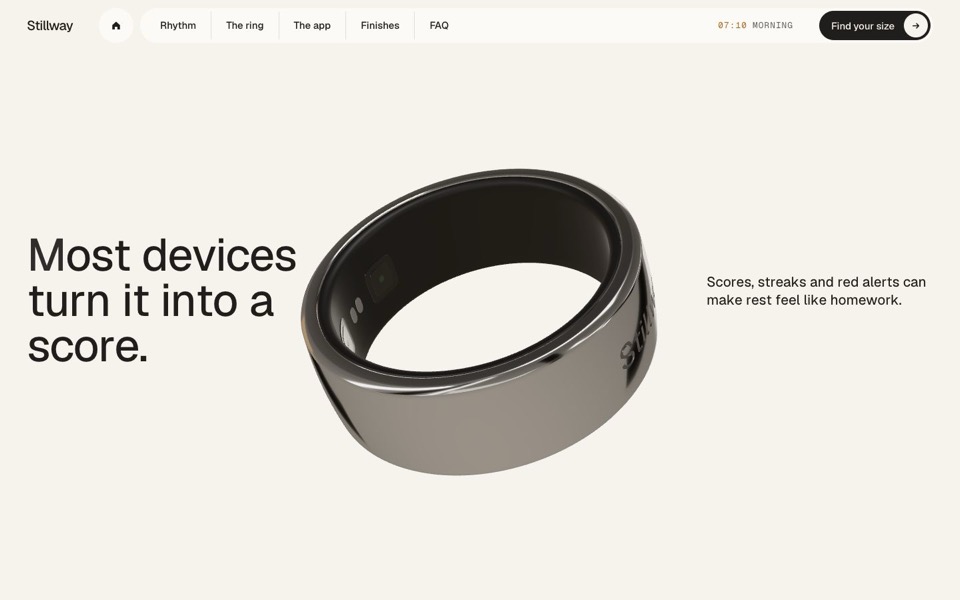 Stillway
Rhythm
The ring
The app
Finishes
FAQ
07:10 MORNING
Find your size
Most devices
turn it into a
score.
Scores, streaks and red alerts can
make rest feel like homework.